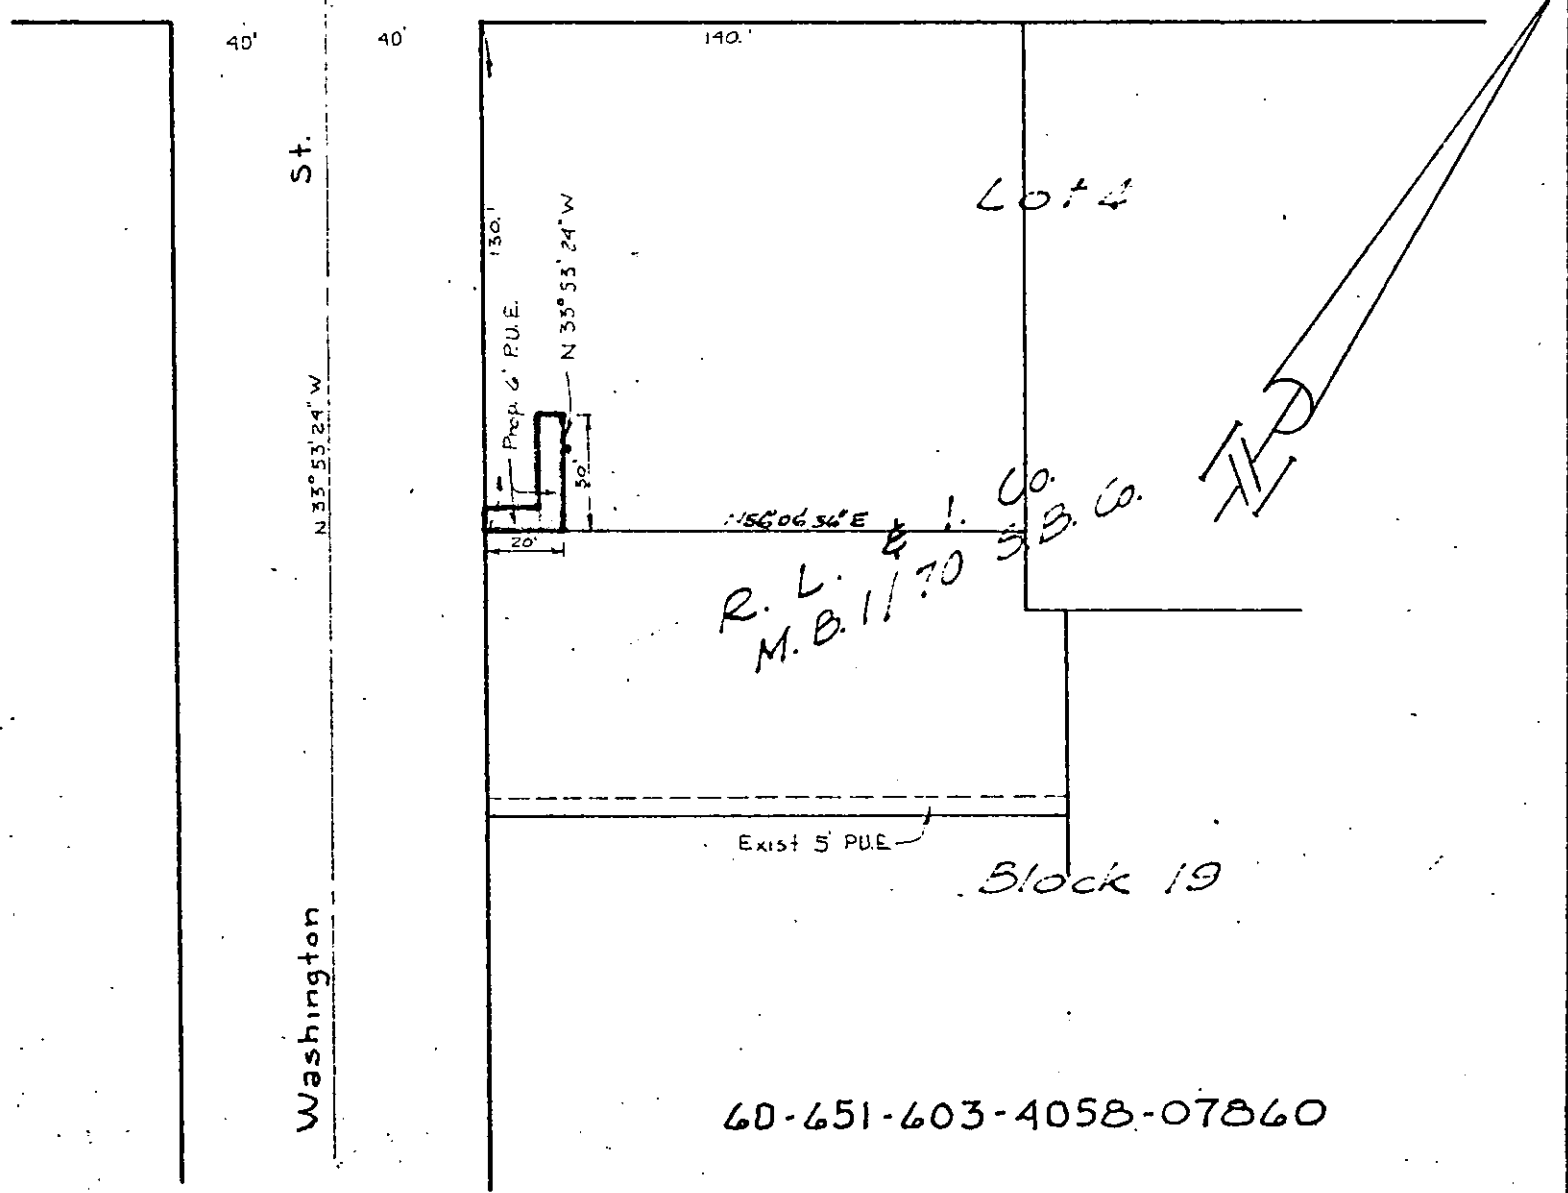 40'
40'
140.'
St.
Lot 4
130.'
N 33° 53' 24" W
Prop. 6' P.U.E.
N 33° 53' 24" W
30'
20'
N56°06'36"E
R. L. & I. Co.
M. B. 11/70 S. B. Co.
Exist 5' P.U.E.
Block 19
Washington
60-651-603-4058-07860
N